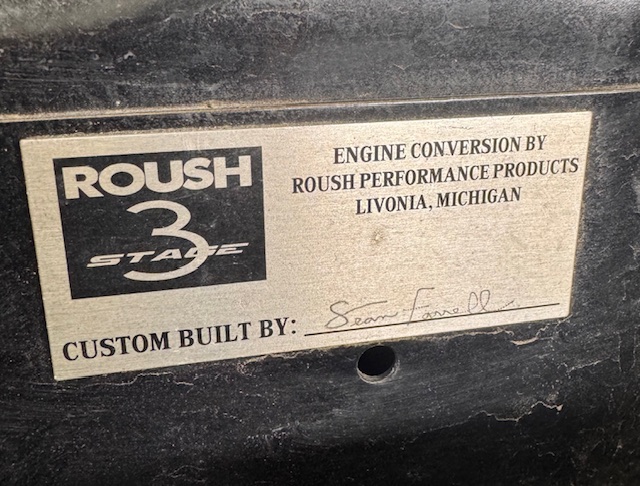 ROUSH
STAGE 3
ENGINE CONVERSION BY
ROUSH PERFORMANCE PRODUCTS
LIVONIA, MICHIGAN
CUSTOM BUILT BY: Sean Farrell